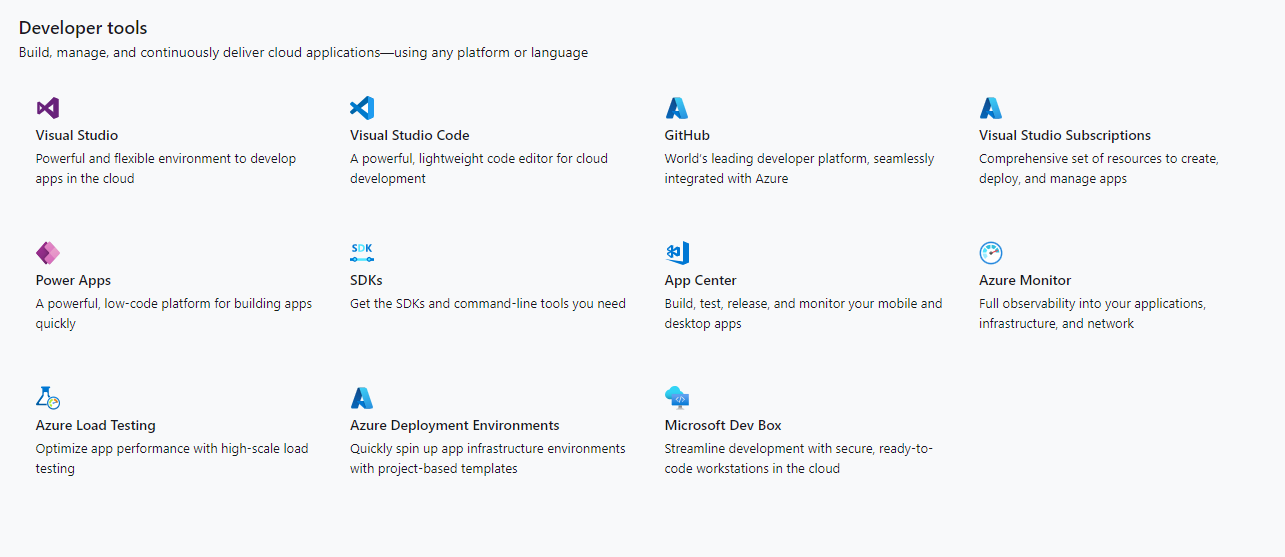 Developer tools
Build, manage, and continuously deliver cloud applications—using any platform or language
Visual Studio
Powerful and flexible environment to develop
apps in the cloud
Visual Studio Code
A powerful, lightweight code editor for cloud
development
GitHub
World's leading developer platform, seamlessly
integrated with Azure
Visual Studio Subscriptions
Comprehensive set of resources to create,
deploy, and manage apps
Power Apps
A powerful, low-code platform for building apps
quickly
SDK
SDKs
Get the SDKs and command-line tools you need
App Center
Build, test, release, and monitor your mobile and
desktop apps
Azure Monitor
Full observability into your applications,
infrastructure, and network
Azure Load Testing
Optimize app performance with high-scale load
testing
Azure Deployment Environments
Quickly spin up app infrastructure environments
with project-based templates
Microsoft Dev Box
Streamline development with secure, ready-to-
code workstations in the cloud